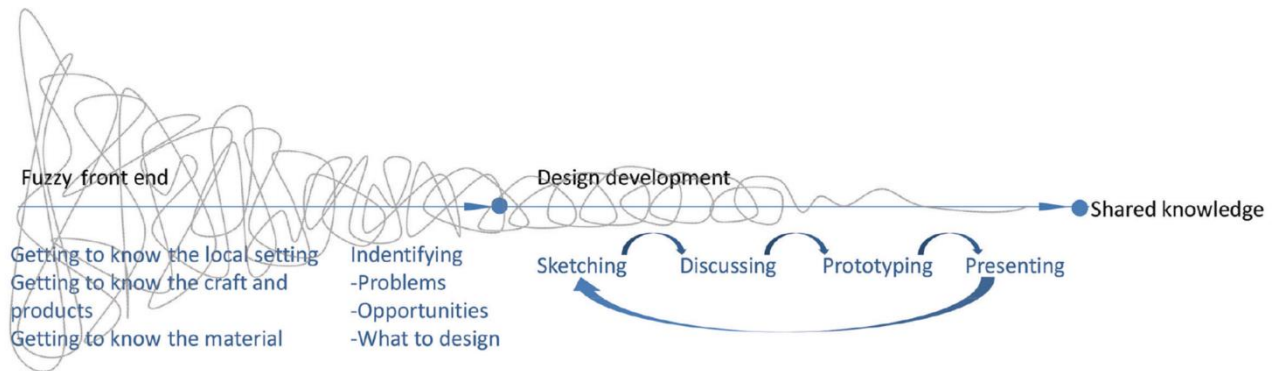 Fuzzy front end
Design development
Shared knowledge
Getting to know the local setting
Getting to know the craft and
products
Getting to know the material
Indentifying
-Problems
-Opportunities
-What to design
Sketching
Discussing
Prototyping
Presenting